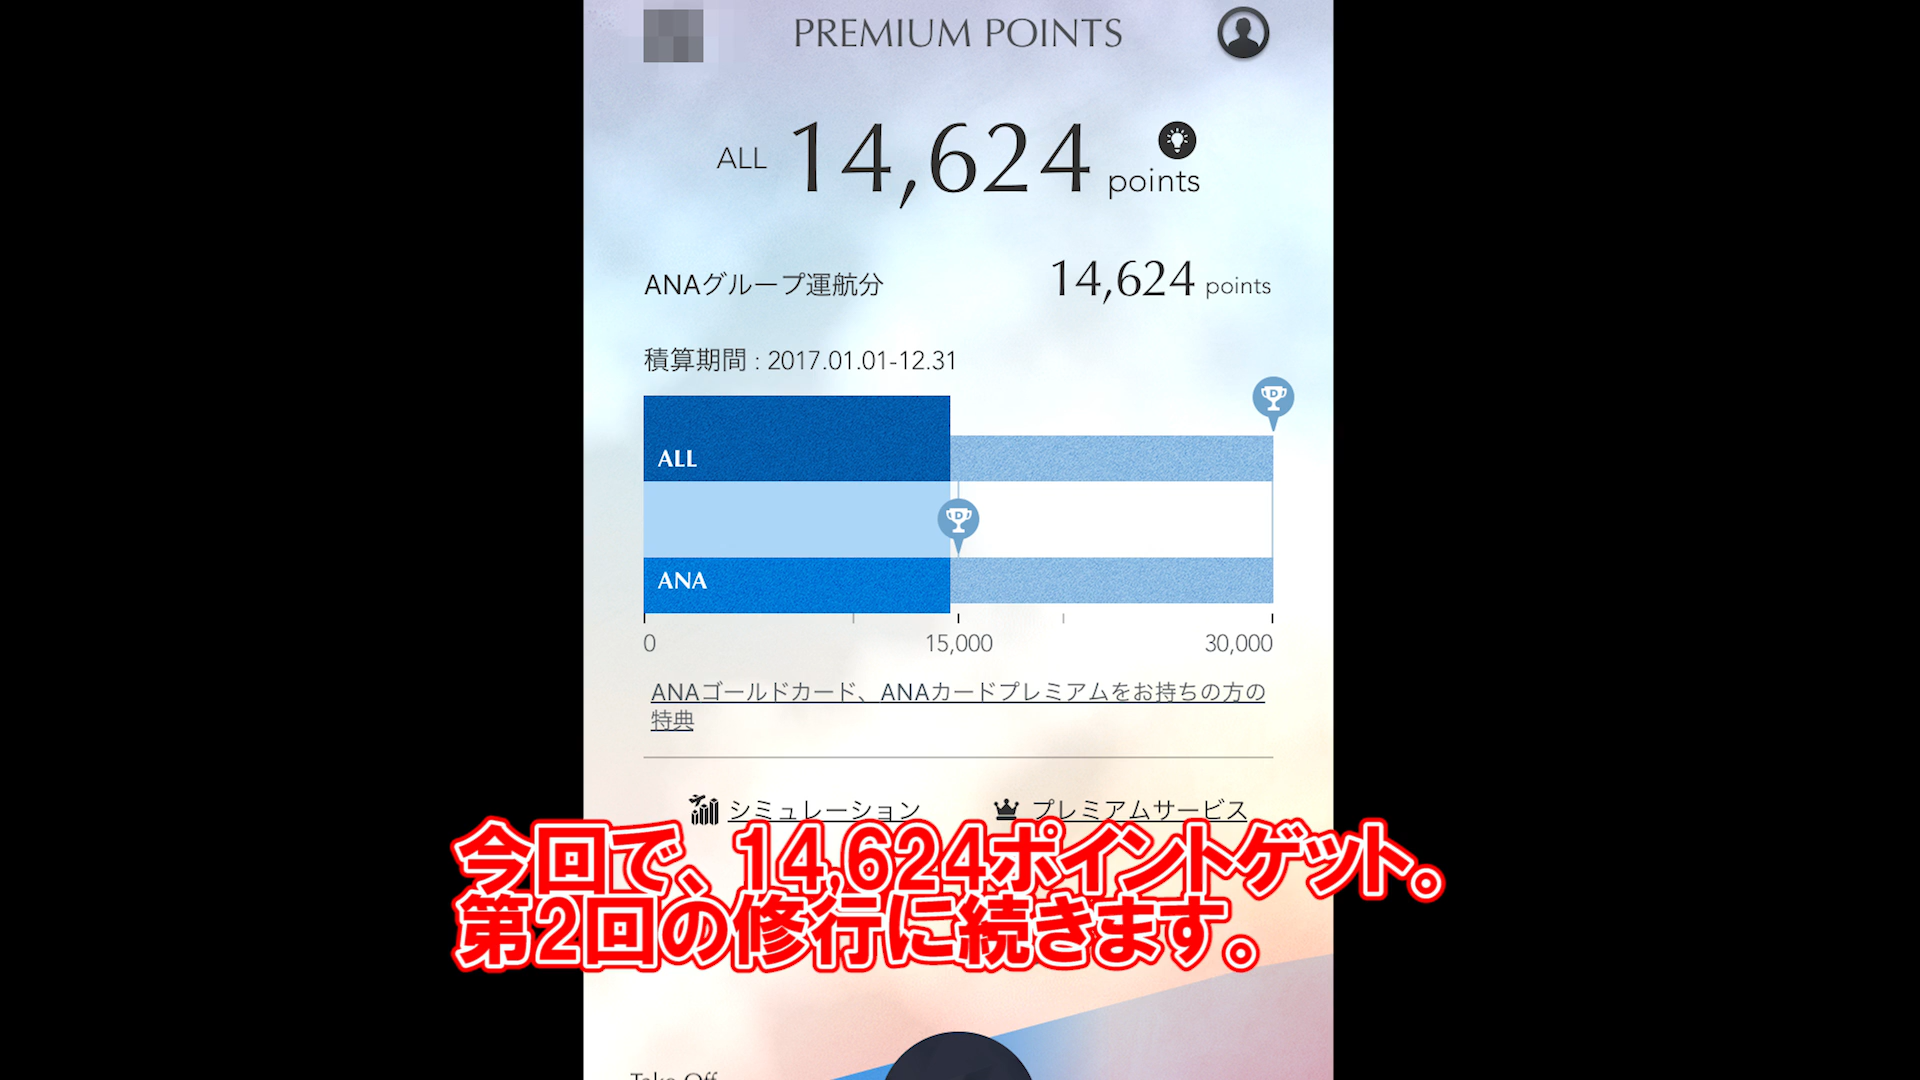 PREMIUM POINTS
ALL 14,624 points
ANAグループ運航分 14,624 points
積算期間 : 2017.01.01-12.31
D
ALL
D
ANA
0 15,000 30,000
ANAゴールドカード、ANAカードプレミアムをお持ちの方の
特典
シミュレーション プレミアムサービス
今回で、14,624ポイントゲット。
第2回の修行に続きます。
Take Off